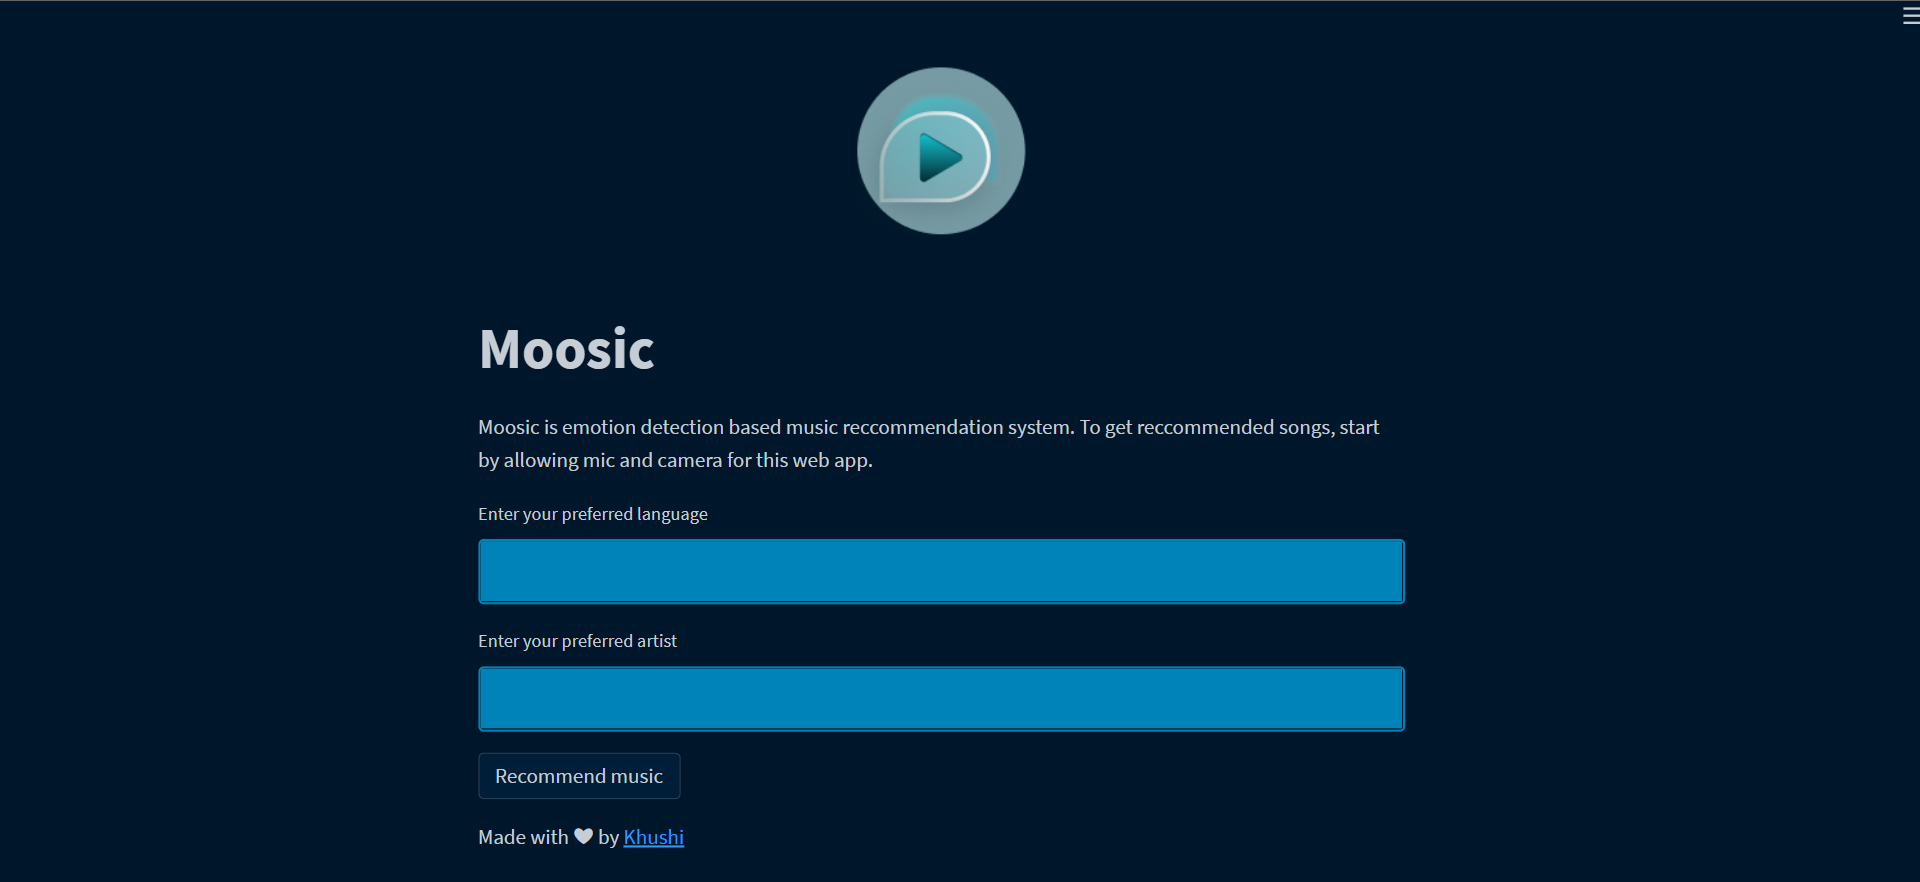 Moosic
Moosic is emotion detection based music reccommendation system. To get reccommended songs, start
by allowing mic and camera for this web app.
Enter your preferred language
Enter your preferred artist
Recommend music
Made with ❤ by Khushi